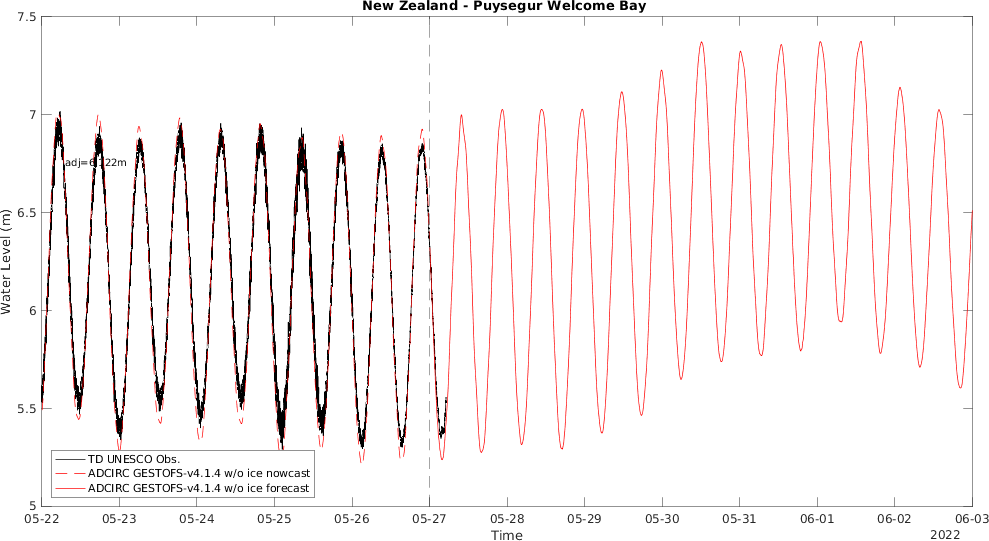 New Zealand - Puysegur Welcome Bay
7.5
7
6.5
6
5.5
5
Water Level (m)
TD UNESCO Obs.
ADCIRC GESTOFS-v4.1.4 w/o ice nowcast
ADCIRC GESTOFS-v4.1.4 w/o ice forecast
05-22 05-23 05-24 05-25 05-26 05-27 05-28 05-29 05-30 05-31 06-01 06-02 06-03
Time
2022